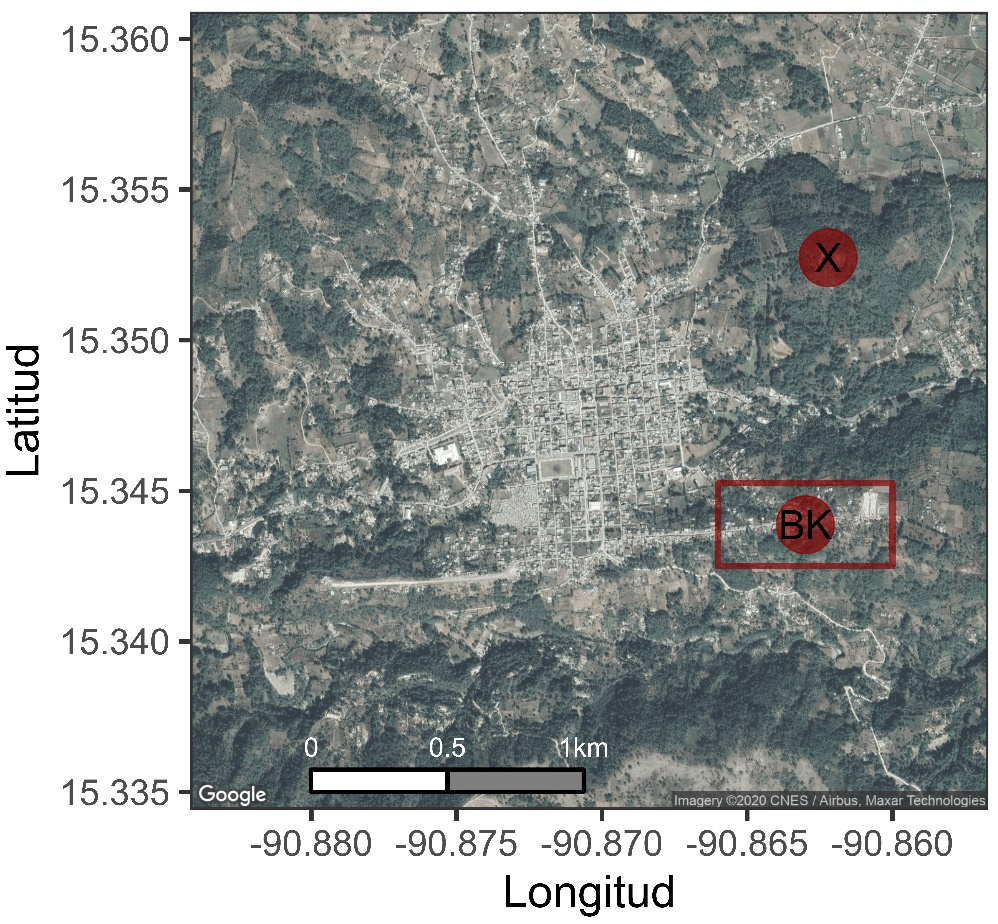 15.360
15.355
X
15.350
Latitud
15.345
BK
15.340
0 0.5 1km
15.335
Google
Imagery ©2020 CNES / Airbus, Maxar Technologies
-90.880 -90.875 -90.870 -90.865 -90.860
Longitud